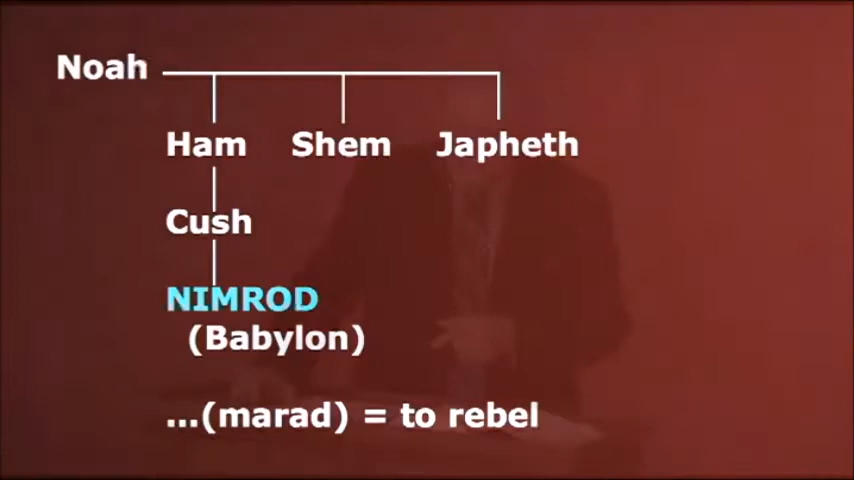 Noah
Ham Shem Japheth
Cush
NIMROD
(Babylon)
...(marad) = to rebel